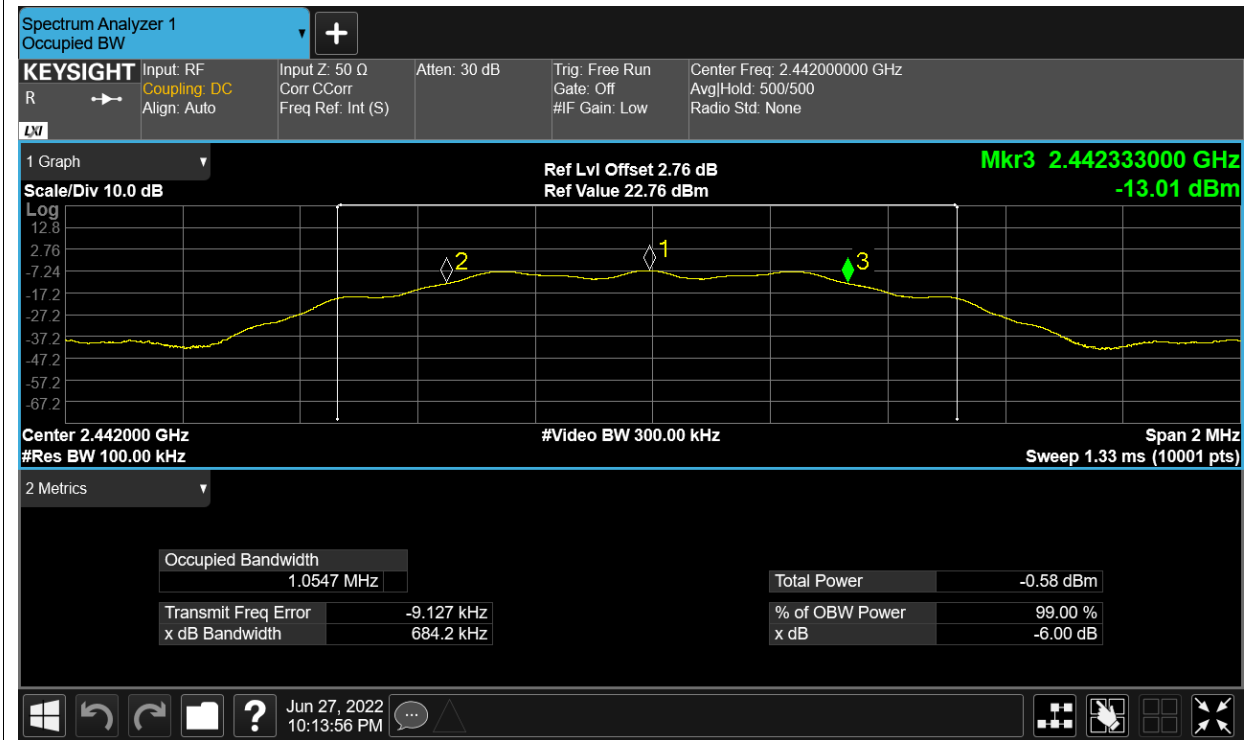 Spectrum Analyzer 1
Occupied BW
KEYSIGHT
R
LXI
Input: RF
Coupling: DC
Align: Auto
Input Z: 50 Ω
Corr CCorr
Freq Ref: Int (S)
Atten: 30 dB
Trig: Free Run
Gate: Off
#IF Gain: Low
Center Freq: 2.442000000 GHz
Avg|Hold: 500/500
Radio Std: None
1 Graph
Scale/Div 10.0 dB
Ref Lvl Offset 2.76 dB
Ref Value 22.76 dBm
Mkr3 2.442333000 GHz
-13.01 dBm
Log
12.8
2.76
-7.24
-17.2
-27.2
-37.2
-47.2
-57.2
-67.2
2
1
3
Center 2.442000 GHz
#Res BW 100.00 kHz
#Video BW 300.00 kHz
Span 2 MHz
Sweep 1.33 ms (10001 pts)
2 Metrics
Occupied Bandwidth
1.0547 MHz
Transmit Freq Error -9.127 kHz
x dB Bandwidth 684.2 kHz
Total Power -0.58 dBm
% of OBW Power 99.00 %
x dB -6.00 dB
?
Jun 27, 2022
10:13:56 PM